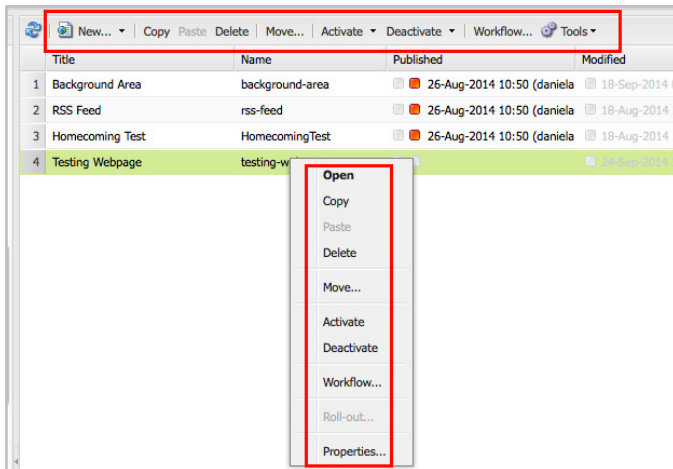 New... Copy Paste Delete Move... Activate Deactivate Workflow... Tools
Title Name Published Modified
1 Background Area background-area 26-Aug-2014 10:50 (daniela 18-Sep-2014
2 RSS Feed rss-feed 26-Aug-2014 10:50 (daniela 18-Aug-2014
3 Homecoming Test HomecomingTest 26-Aug-2014 10:50 (daniela 18-Aug-2014
4 Testing Webpage testing-w 24-Sep-2014
Open
Copy
Paste
Delete
Move...
Activate
Deactivate
Workflow...
Roll-out...
Properties...